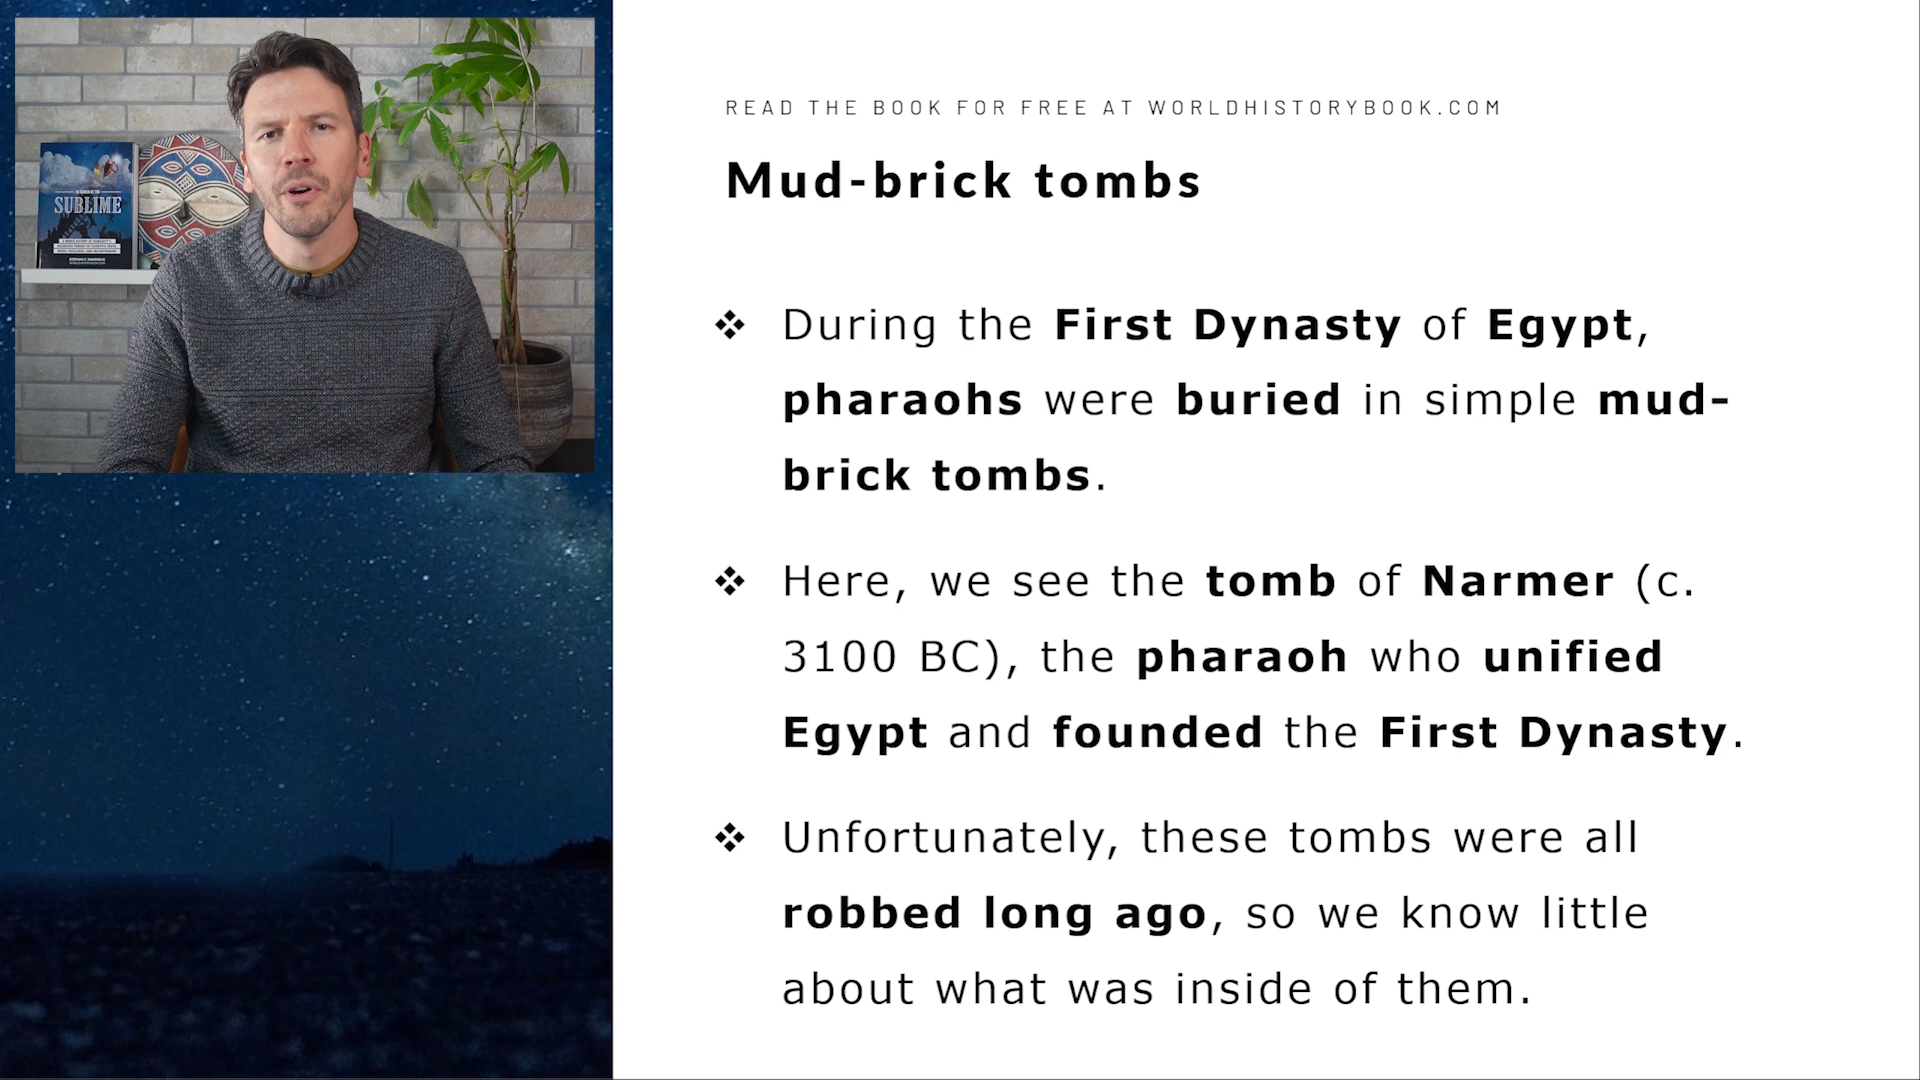 READ THE BOOK FOR FREE AT WORLDHISTORYBOOK.COM
Mud-brick tombs
❖ During the First Dynasty of Egypt,
pharaohs were buried in simple mud-
brick tombs.
❖ Here, we see the tomb of Narmer (c.
3100 BC), the pharaoh who unified
Egypt and founded the First Dynasty.
❖ Unfortunately, these tombs were all
robbed long ago, so we know little
about what was inside of them.
SUBLIME